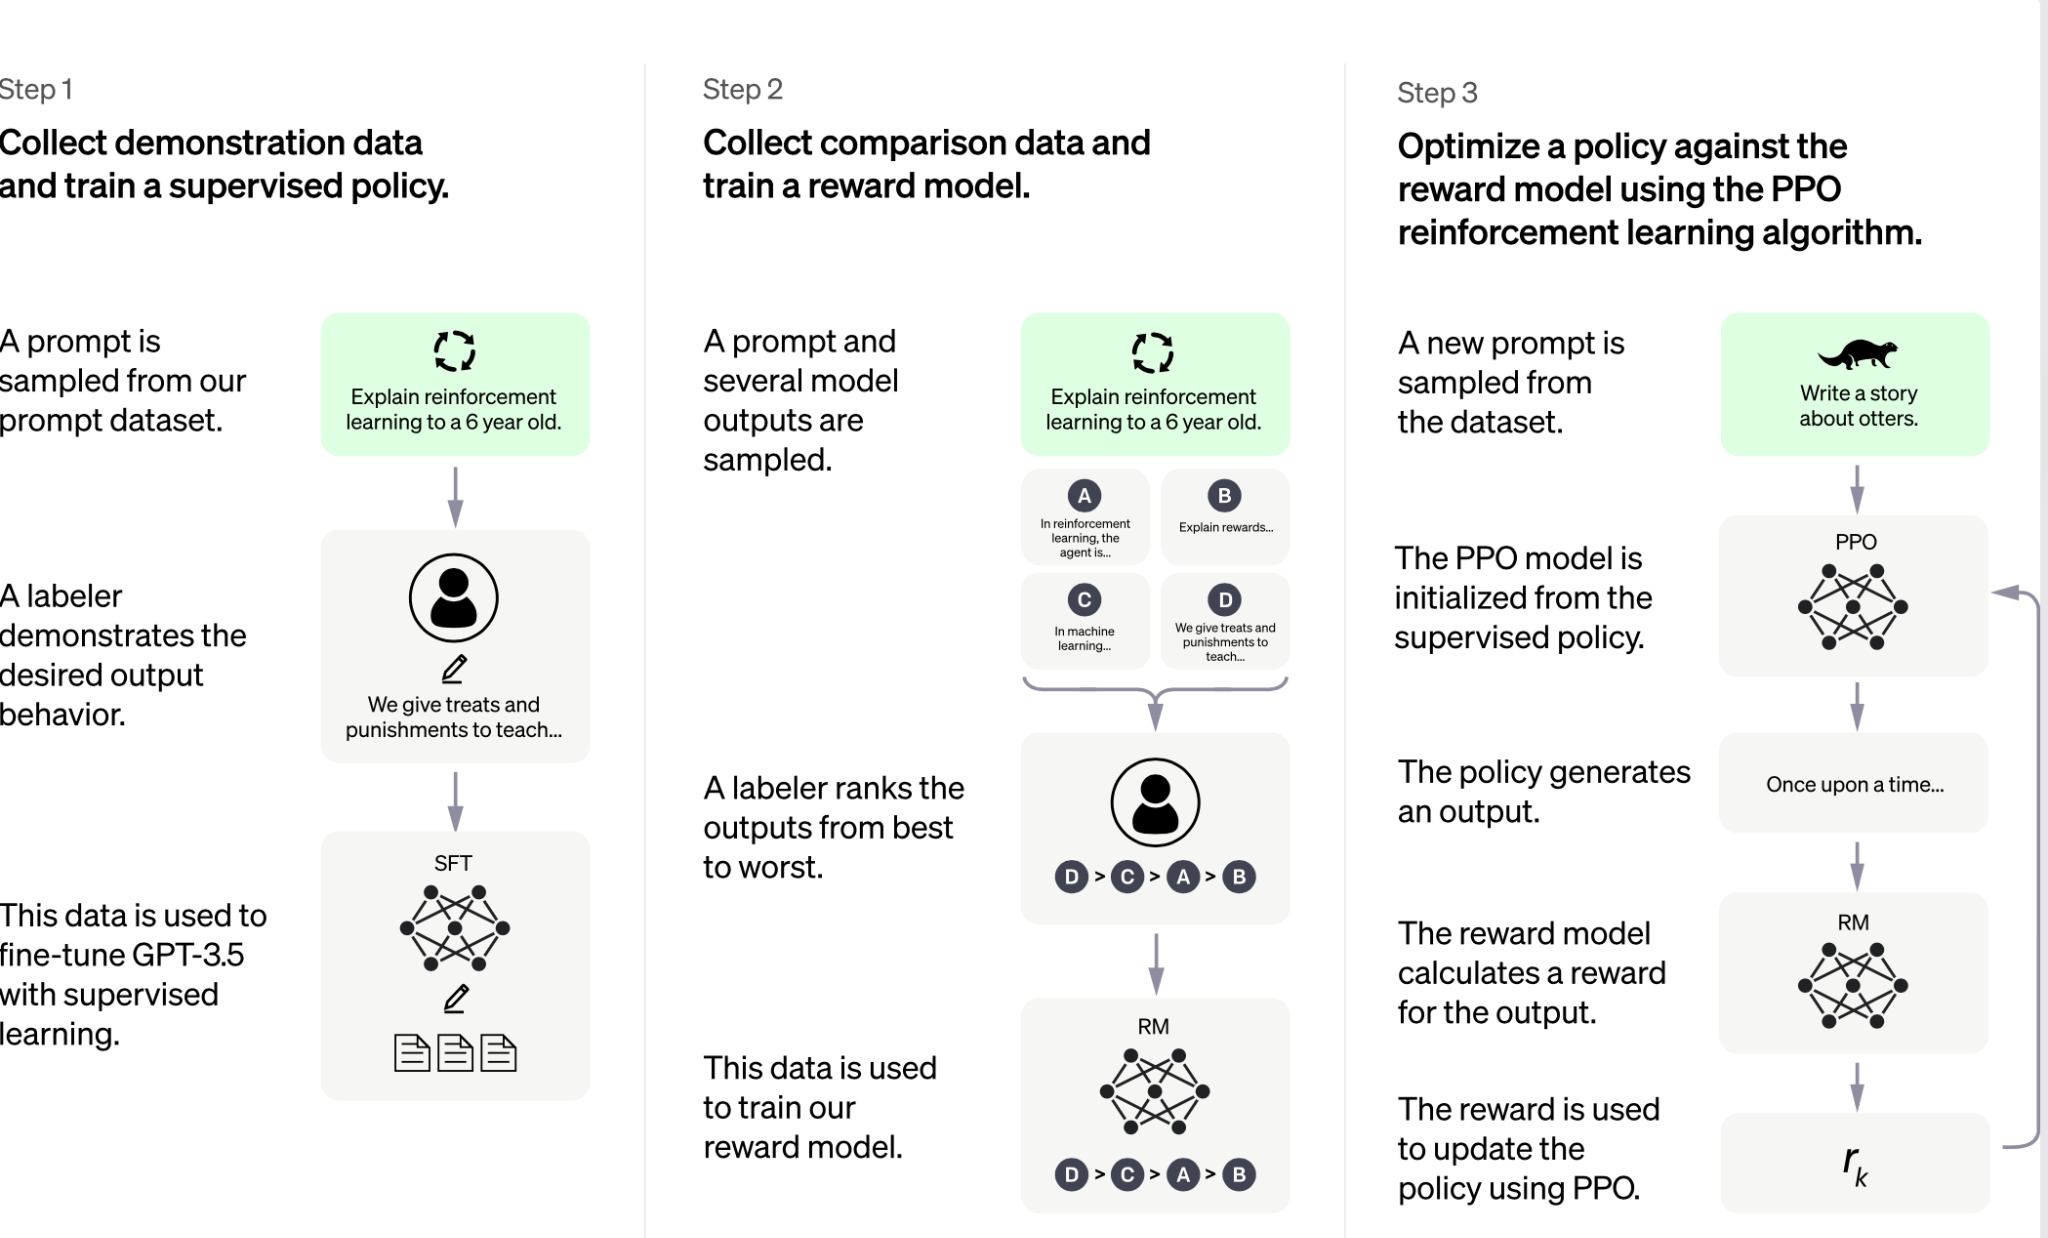 Step 1
Collect demonstration data
and train a supervised policy.
A prompt is
sampled from our
prompt dataset.
Explain reinforcement
learning to a 6 year old.
A labeler
demonstrates the
desired output
behavior.
We give treats and
punishments to teach...
This data is used to
fine-tune GPT-3.5
with supervised
learning.
SFT
Step 2
Collect comparison data and
train a reward model.
A prompt and
several model
outputs are
sampled.
Explain reinforcement
learning to a 6 year old.
A
In reinforcement
learning, the
agent is...
B
Explain rewards...
C
In machine
learning...
D
We give treats and
punishments to
teach...
A labeler ranks the
outputs from best
to worst.
D > C > A > B
This data is used
to train our
reward model.
RM
D > C > A > B
Step 3
Optimize a policy against the
reward model using the PPO
reinforcement learning algorithm.
A new prompt is
sampled from
the dataset.
Write a story
about otters.
The PPO model is
initialized from the
supervised policy.
PPO
The policy generates
an output.
Once upon a time...
The reward model
calculates a reward
for the output.
RM
The reward is used
to update the
policy using PPO.
rk